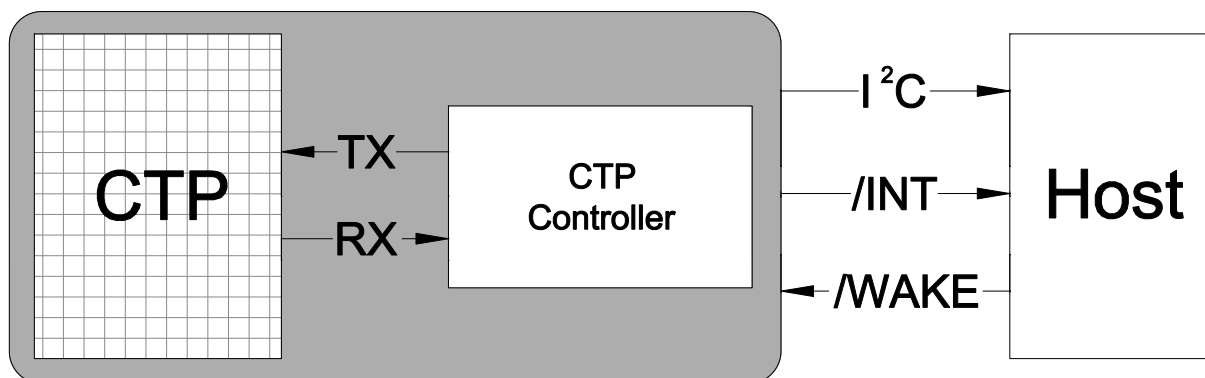 CTP
TX
RX
CTP
Controller
I²C
/INT
/WAKE
Host